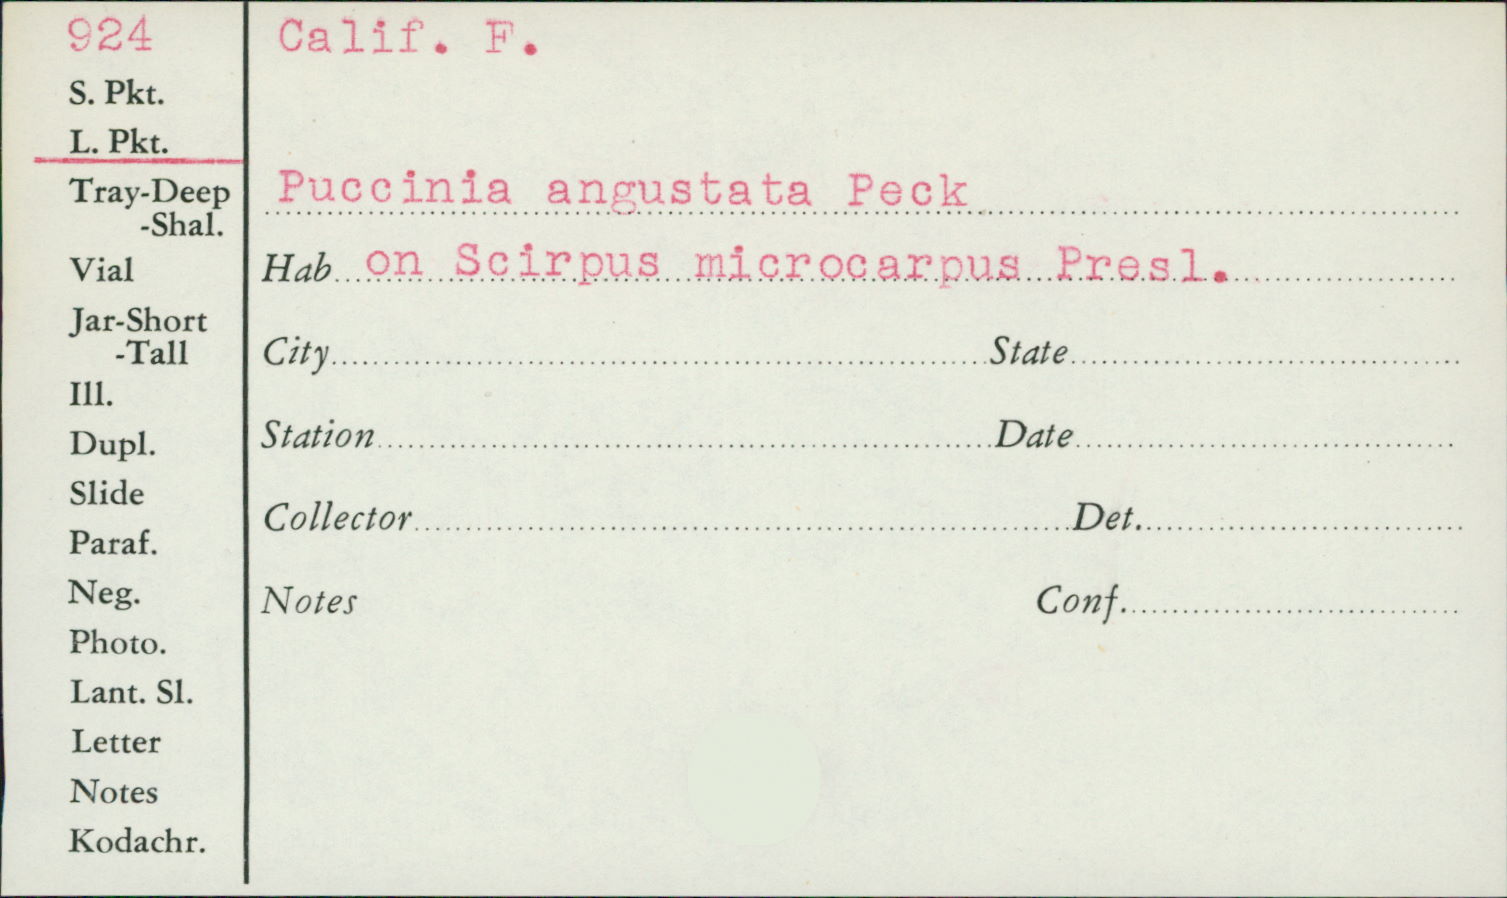 924
S. Pkt.
L. Pkt.
Tray-Deep
-Shal.
Vial
Jar-Short
-Tall
Ill.
Dupl.
Slide
Paraf.
Neg.
Photo.
Lant. Sl.
Letter
Notes
Kodachr.
Calif. F.
Puccinia angustata Peck
Hab on Scirpus microcarpus Presl.
City State
Station Date
Collector Det.
Notes Conf.